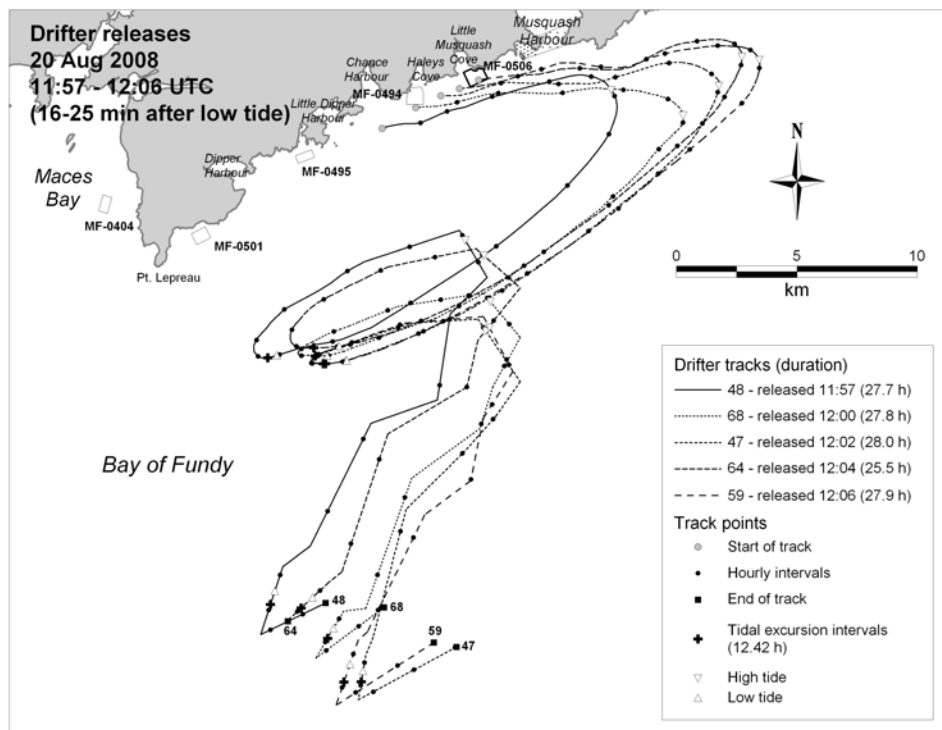 Drifter releases
20 Aug 2008
11:57 - 12:06 UTC
(16-25 min after low tide)
Musquash
Harbour
Little
Musquash
Cove
MF-0506
Chance
Harbour
Haleys
Cove
MF-0494
Little Dipper
Harbour
MF-0495
Dipper
Harbour
Maces
Bay
MF-0404
MF-0501
Pt. Lepreau
N
0 5 10
km
Bay of Fundy
48
64
68
59
47
Drifter tracks (duration)
48 - released 11:57 (27.7 h)
68 - released 12:00 (27.8 h)
47 - released 12:02 (28.0 h)
64 - released 12:04 (25.5 h)
59 - released 12:06 (27.9 h)
Track points
Start of track
Hourly intervals
End of track
Tidal excursion intervals
(12.42 h)
High tide
Low tide